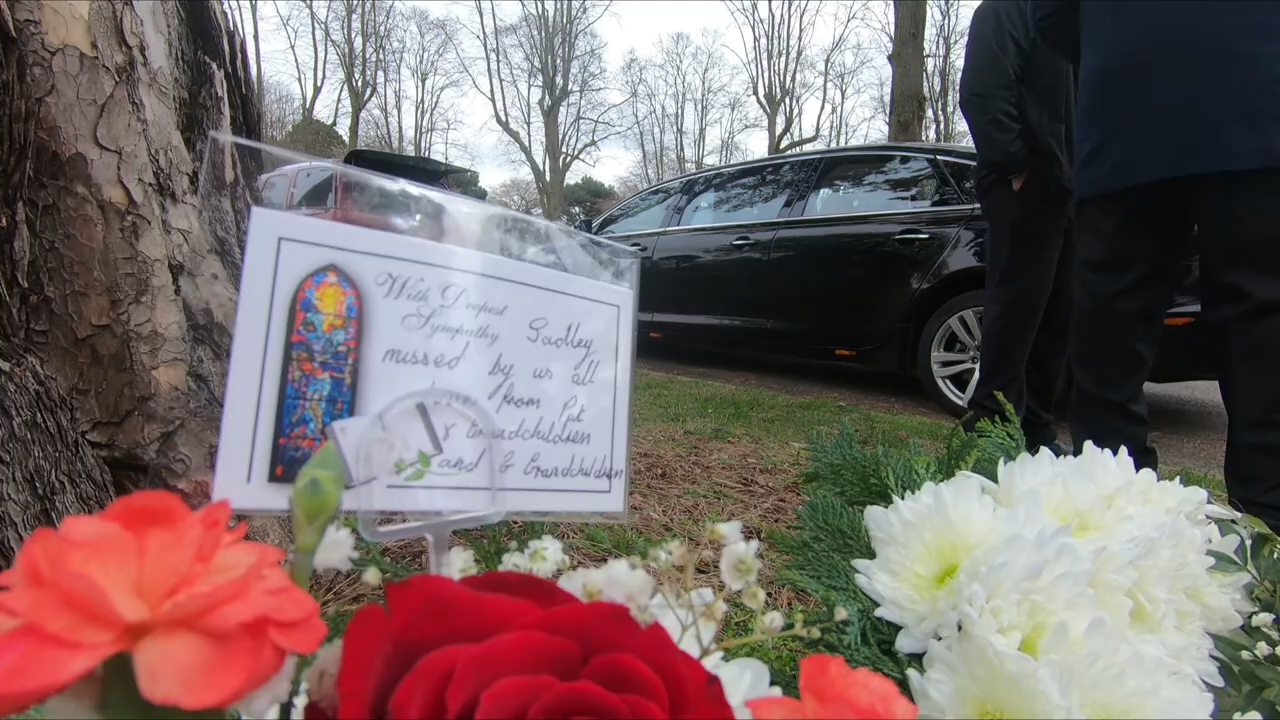 With Deepest
Sympathy Sadley
missed by us all
from Pat
& Grandchildren
and G Grandchildren